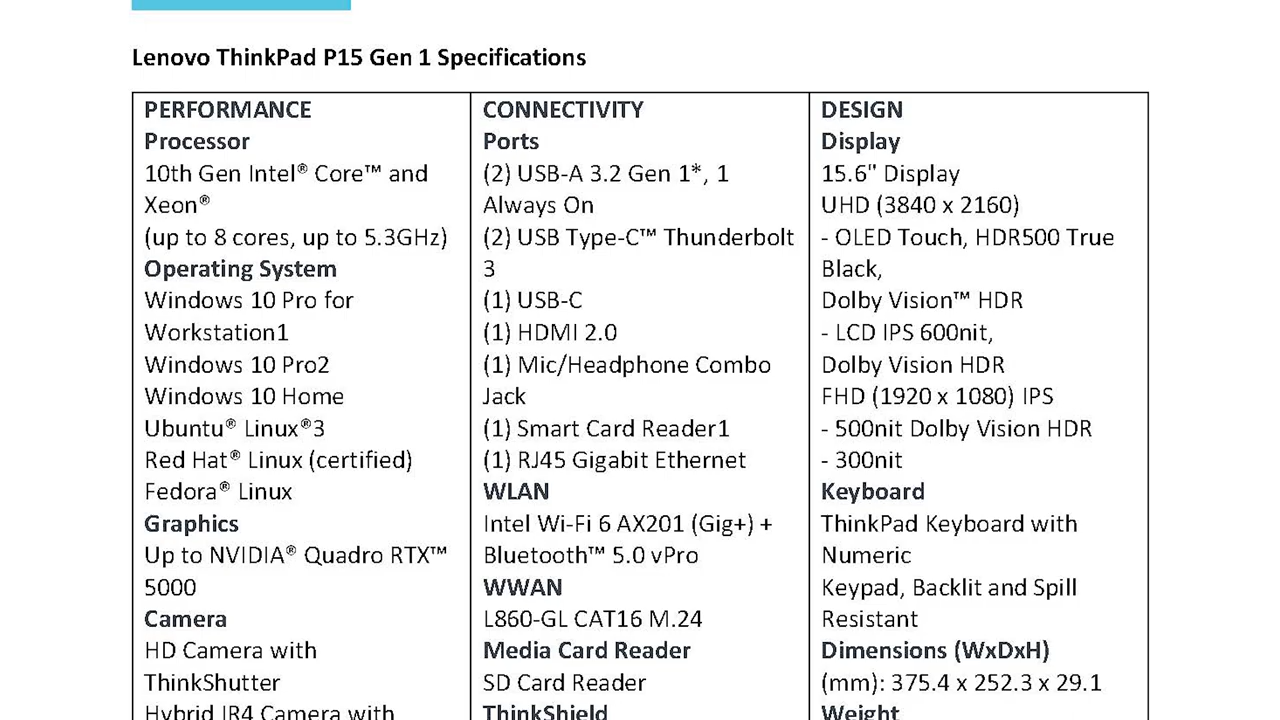 Lenovo ThinkPad P15 Gen 1 Specifications
PERFORMANCE
Processor
10th Gen Intel® Core™ and
Xeon®
(up to 8 cores, up to 5.3GHz)
Operating System
Windows 10 Pro for
Workstation1
Windows 10 Pro2
Windows 10 Home
Ubuntu® Linux®3
Red Hat® Linux (certified)
Fedora® Linux
Graphics
Up to NVIDIA® Quadro RTX™
5000
Camera
HD Camera with
ThinkShutter
Hybrid IR4 Camera with
CONNECTIVITY
Ports
(2) USB-A 3.2 Gen 1*, 1
Always On
(2) USB Type-C™ Thunderbolt
3
(1) USB-C
(1) HDMI 2.0
(1) Mic/Headphone Combo
Jack
(1) Smart Card Reader1
(1) RJ45 Gigabit Ethernet
WLAN
Intel Wi-Fi 6 AX201 (Gig+) +
Bluetooth™ 5.0 vPro
WWAN
L860-GL CAT16 M.24
Media Card Reader
SD Card Reader
ThinkShield
DESIGN
Display
15.6" Display
UHD (3840 x 2160)
- OLED Touch, HDR500 True
Black,
Dolby Vision™ HDR
- LCD IPS 600nit,
Dolby Vision HDR
FHD (1920 x 1080) IPS
- 500nit Dolby Vision HDR
- 300nit
Keyboard
ThinkPad Keyboard with
Numeric
Keypad, Backlit and Spill
Resistant
Dimensions (WxDxH)
(mm): 375.4 x 252.3 x 29.1
Weight